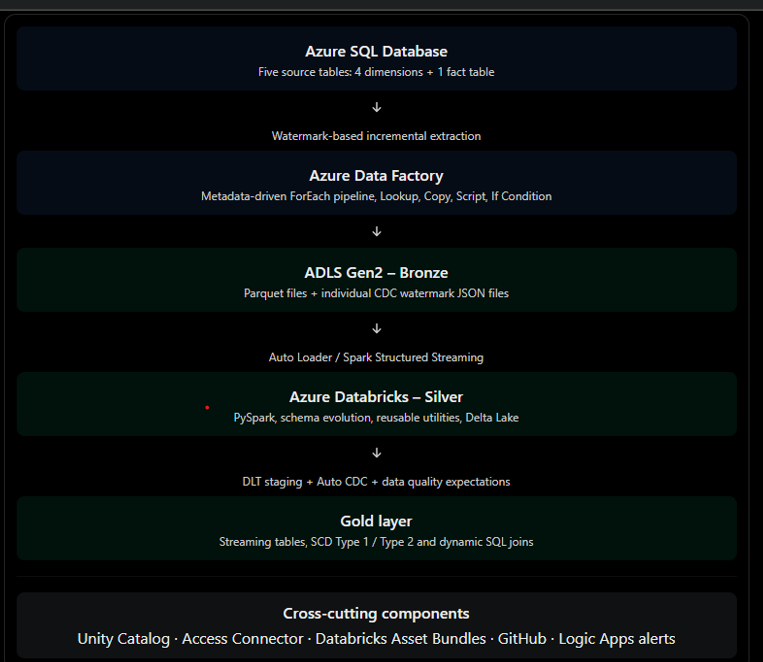 Azure SQL Database
Five source tables: 4 dimensions + 1 fact table
↓
Watermark-based incremental extraction
Azure Data Factory
Metadata-driven ForEach pipeline, Lookup, Copy, Script, If Condition
↓
ADLS Gen2 – Bronze
Parquet files + individual CDC watermark JSON files
↓
Auto Loader / Spark Structured Streaming
Azure Databricks – Silver
PySpark, schema evolution, reusable utilities, Delta Lake
↓
DLT staging + Auto CDC + data quality expectations
Gold layer
Streaming tables, SCD Type 1 / Type 2 and dynamic SQL joins
Cross-cutting components
Unity Catalog · Access Connector · Databricks Asset Bundles · GitHub · Logic Apps alerts